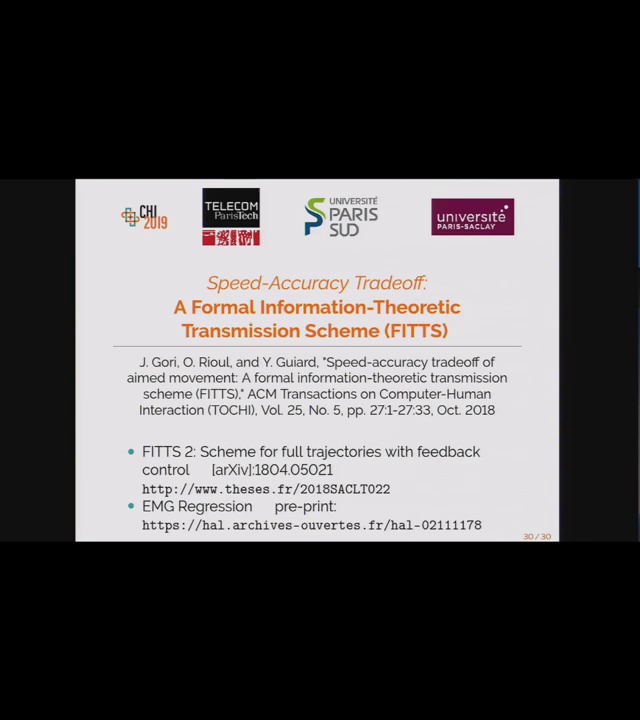 CHI
2019
TELECOM
ParisTech
UNIVERSITÉ
PARIS
SUD
université
PARIS-SACLAY
Speed-Accuracy Tradeoff:
A Formal Information-Theoretic
Transmission Scheme (FITTS)
J. Gori, O. Rioul, and Y. Guiard, "Speed-accuracy tradeoff of
aimed movement: A formal information-theoretic transmission
scheme (FITTS)," ACM Transactions on Computer-Human
Interaction (TOCHI), Vol. 25, No. 5, pp. 27:1-27:33, Oct. 2018
• FITTS 2: Scheme for full trajectories with feedback
control [arXiv]:1804.05021
http://www.theses.fr/2018SACLT022
• EMG Regression pre-print:
https://hal.archives-ouvertes.fr/hal-02111178
30 / 30